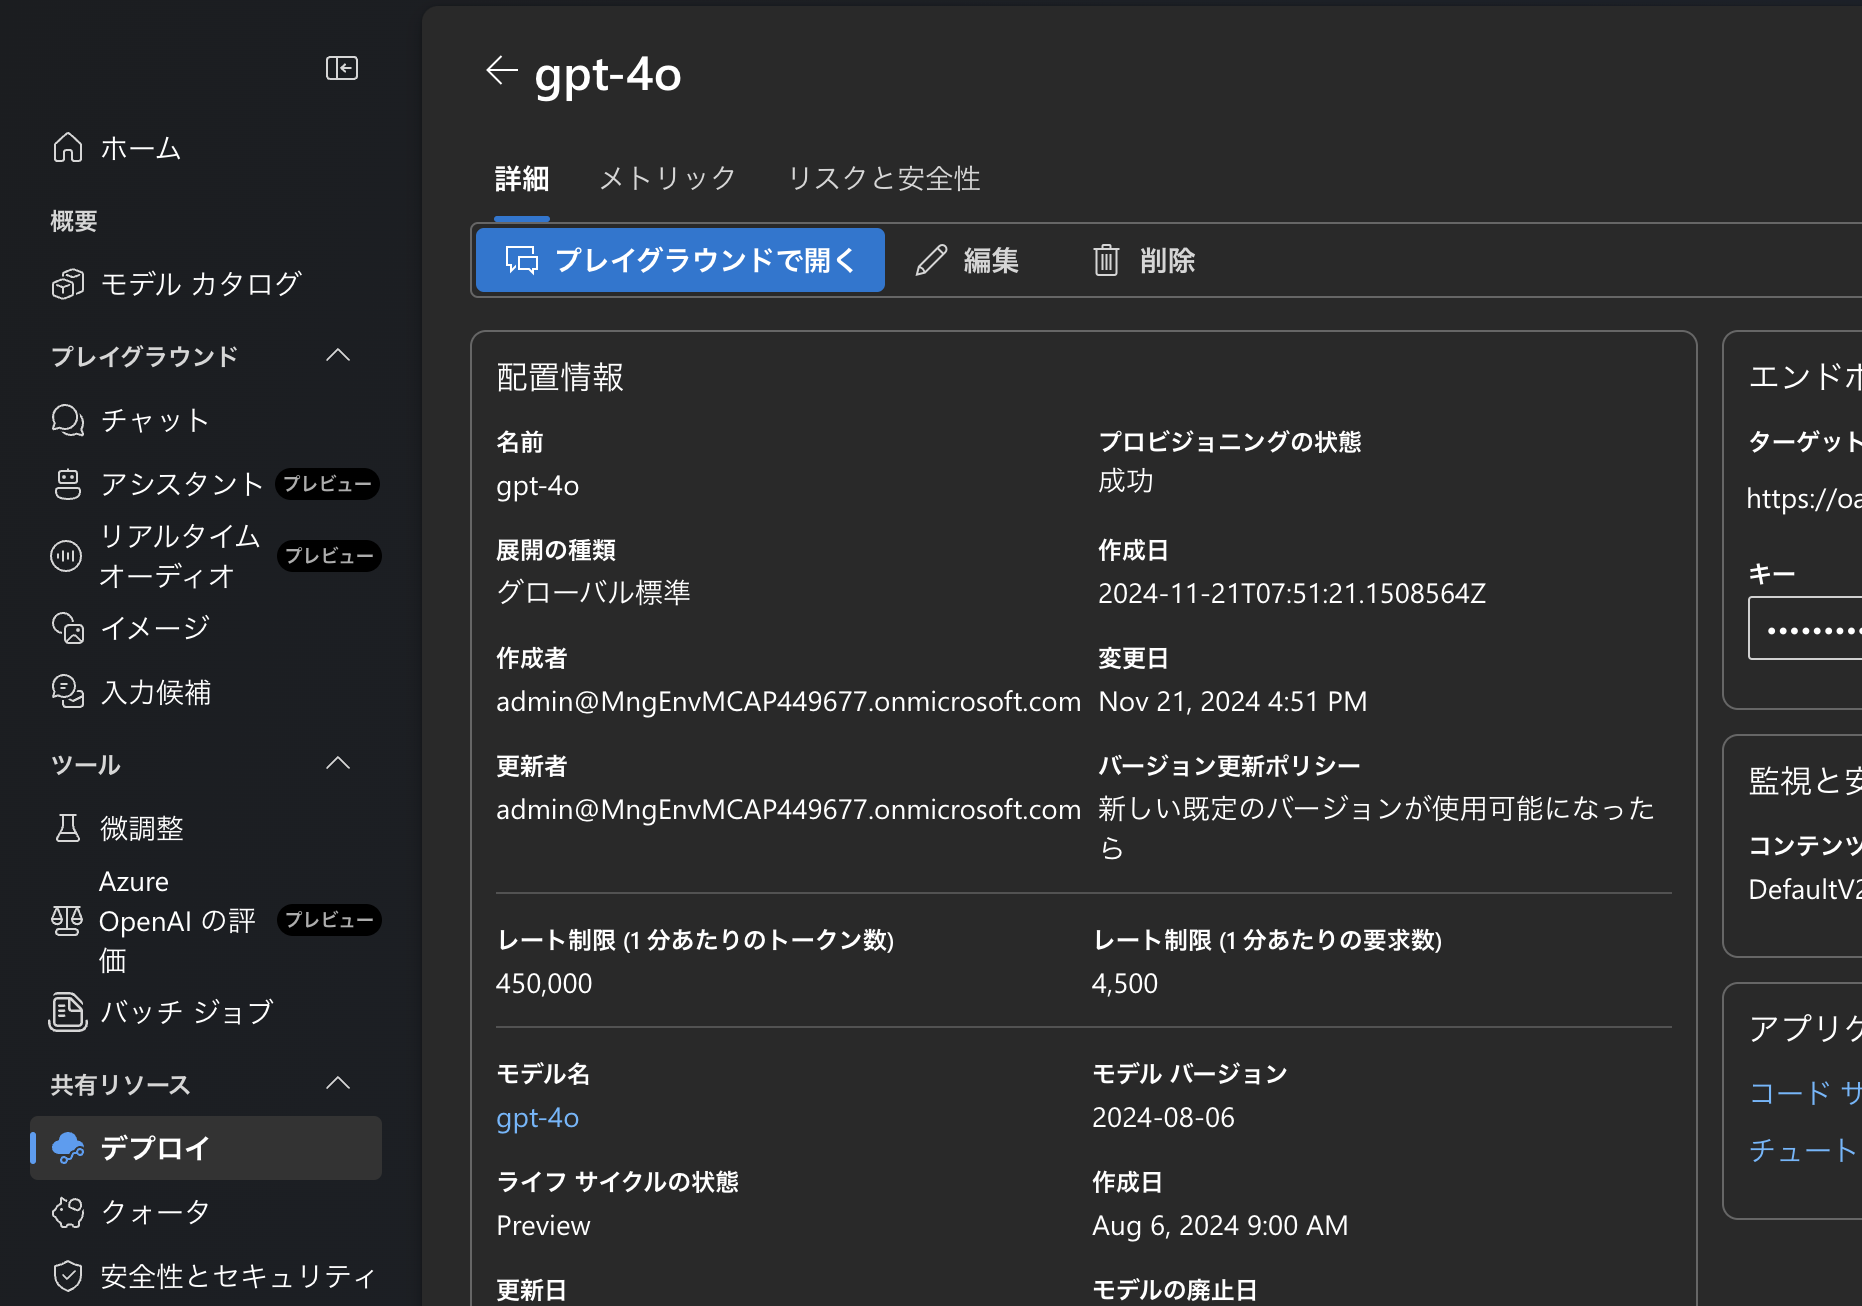 ホーム
概要
モデル カタログ
プレイグラウンド
チャット
アシスタント プレビュー
リアルタイム
オーディオ プレビュー
イメージ
入力候補
ツール
微調整
Azure
OpenAI の評
価 プレビュー
バッチ ジョブ
共有リソース
デプロイ
クォータ
安全性とセキュリティ
gpt-4o
詳細 メトリック リスクと安全性
プレイグラウンドで開く 編集 削除
配置情報
名前
gpt-4o
プロビジョニングの状態
成功
展開の種類
グローバル標準
作成日
2024-11-21T07:51:21.1508564Z
作成者
admin@MngEnvMCAP449677.onmicrosoft.com
変更日
Nov 21, 2024 4:51 PM
更新者
admin@MngEnvMCAP449677.onmicrosoft.com
バージョン更新ポリシー
新しい既定のバージョンが使用可能になった
ら
レート制限 (1 分あたりのトークン数)
450,000
レート制限 (1 分あたりの要求数)
4,500
モデル名
gpt-4o
モデル バージョン
2024-08-06
ライフ サイクルの状態
Preview
作成日
Aug 6, 2024 9:00 AM
更新日
モデルの廃止日
エンドポ
ターゲット
https://oa
キー
•••••••••
監視と安
コンテンツ
DefaultV2
アプリケ
コード サ
チュート